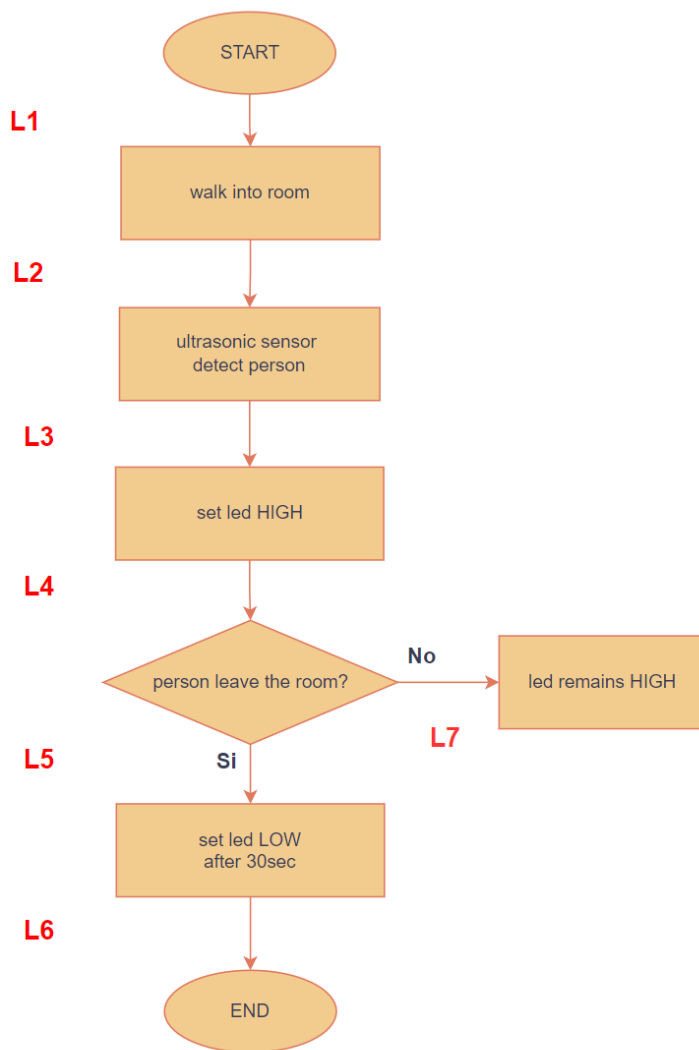 START
L1
walk into room
L2
ultrasonic sensor
detect person
L3
set led HIGH
L4
person leave the room?
No
led remains HIGH
L7
L5
Si
set led LOW
after 30sec
L6
END